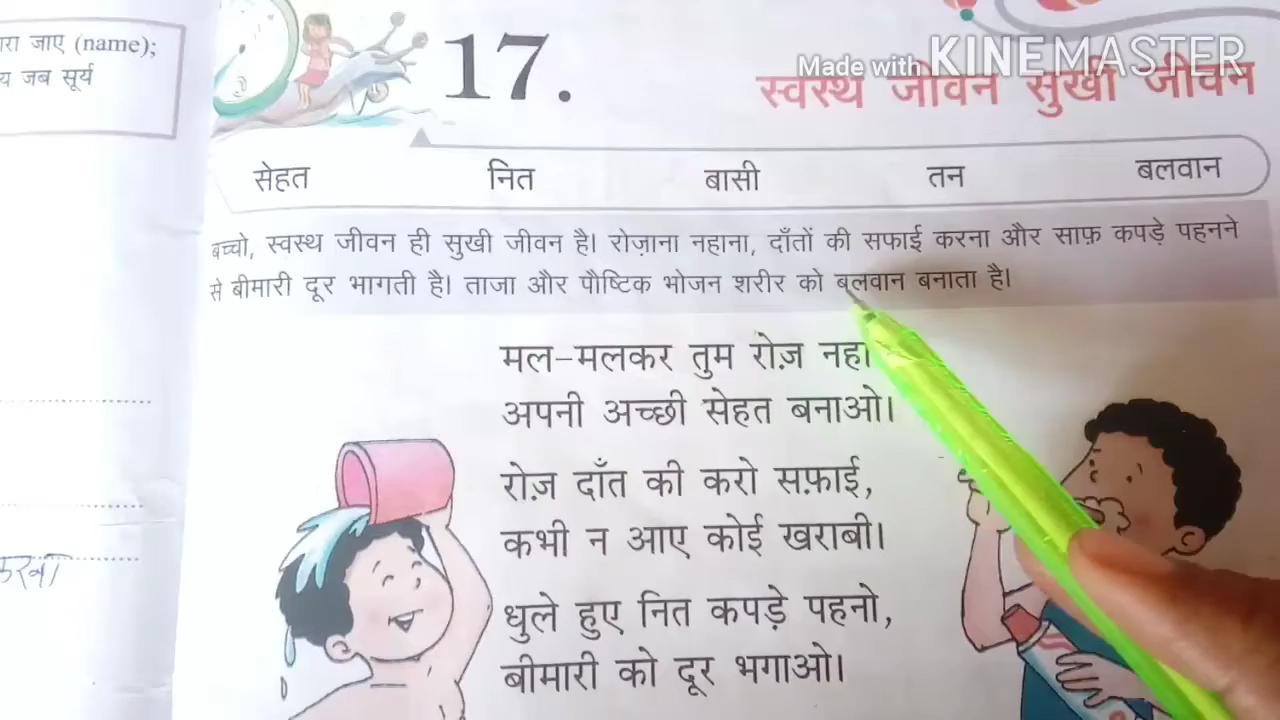 जाए (name);
जब सूर्य
17.
Made with KINEMASTER
स्वस्थ जीवन सुखी जीवन
सेहत नित बासी तन बलवान
बच्चो, स्वस्थ जीवन ही सुखी जीवन है। रोज़ाना नहाना, दाँतों की सफाई करना और साफ़ कपड़े पहनने
से बीमारी दूर भागती है। ताजा और पौष्टिक भोजन शरीर को बलवान बनाता है।
मल-मलकर तुम रोज़
अपनी अच्छी सेहत बनाओ।
रोज़ दाँत की करो सफ़ाई,
कभी न आए कोई खराबी।
धुले हुए नित कपड़े पहनो,
बीमारी को दूर भगाओ।